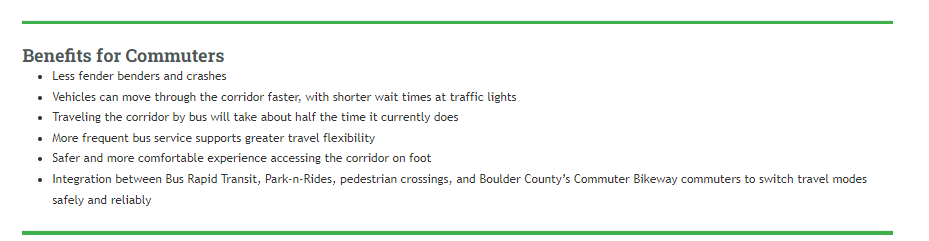 Benefits for Commuters
• Less fender benders and crashes
• Vehicles can move through the corridor faster, with shorter wait times at traffic lights
• Traveling the corridor by bus will take about half the time it currently does
• More frequent bus service supports greater travel flexibility
• Safer and more comfortable experience accessing the corridor on foot
• Integration between Bus Rapid Transit, Park-n-Rides, pedestrian crossings, and Boulder County’s Commuter Bikeway commuters to switch travel modes
safely and reliably